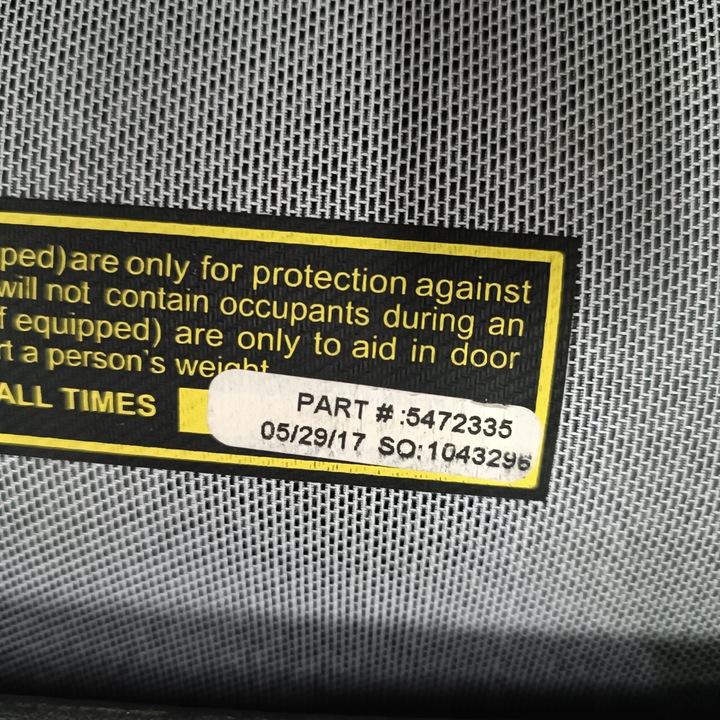 ped) are only for protection against
will not contain occupants during an
f equipped) are only to aid in door
rt a person's weight
ALL TIMES
PART # :5472335
05/29/17 SO:1043296